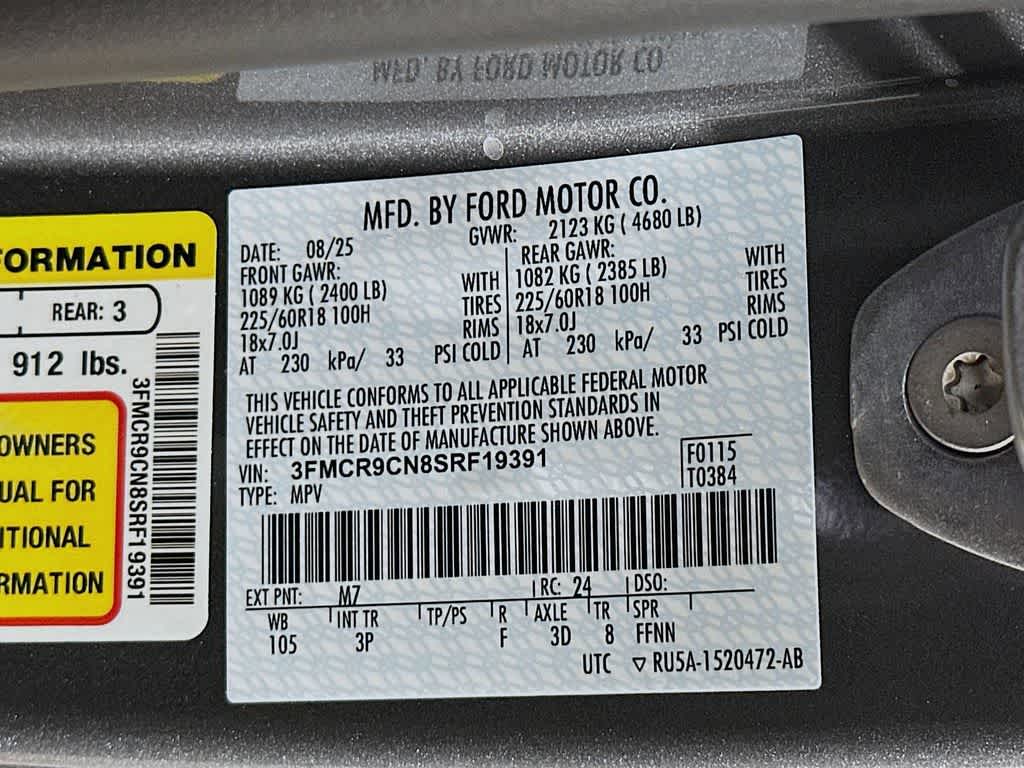 MFD. BY FORD MOTOR CO.
FORMATION
REAR: 3
912 lbs.
OWNERS
UAL FOR
ITIONAL
RMATION
3FMCR9CN8SRF19391
MFD. BY FORD MOTOR CO.
DATE: 08/25 GVWR: 2123 KG ( 4680 LB)
FRONT GAWR: REAR GAWR:
1089 KG ( 2400 LB) WITH 1082 KG ( 2385 LB) WITH
225/60R18 100H TIRES 225/60R18 100H TIRES
18x7.0J RIMS 18x7.0J RIMS
AT 230 kPa/ 33 PSI COLD AT 230 kPa/ 33 PSI COLD
THIS VEHICLE CONFORMS TO ALL APPLICABLE FEDERAL MOTOR
VEHICLE SAFETY AND THEFT PREVENTION STANDARDS IN
EFFECT ON THE DATE OF MANUFACTURE SHOWN ABOVE.
VIN: 3FMCR9CN8SRF19391 F0115
TYPE: MPV T0384
EXT PNT: M7 RC: 24 DSO:
WB INT TR TP/PS R AXLE TR SPR
105 3P F 3D 8 FFNN
UTC ▽ RU5A-1520472-AB